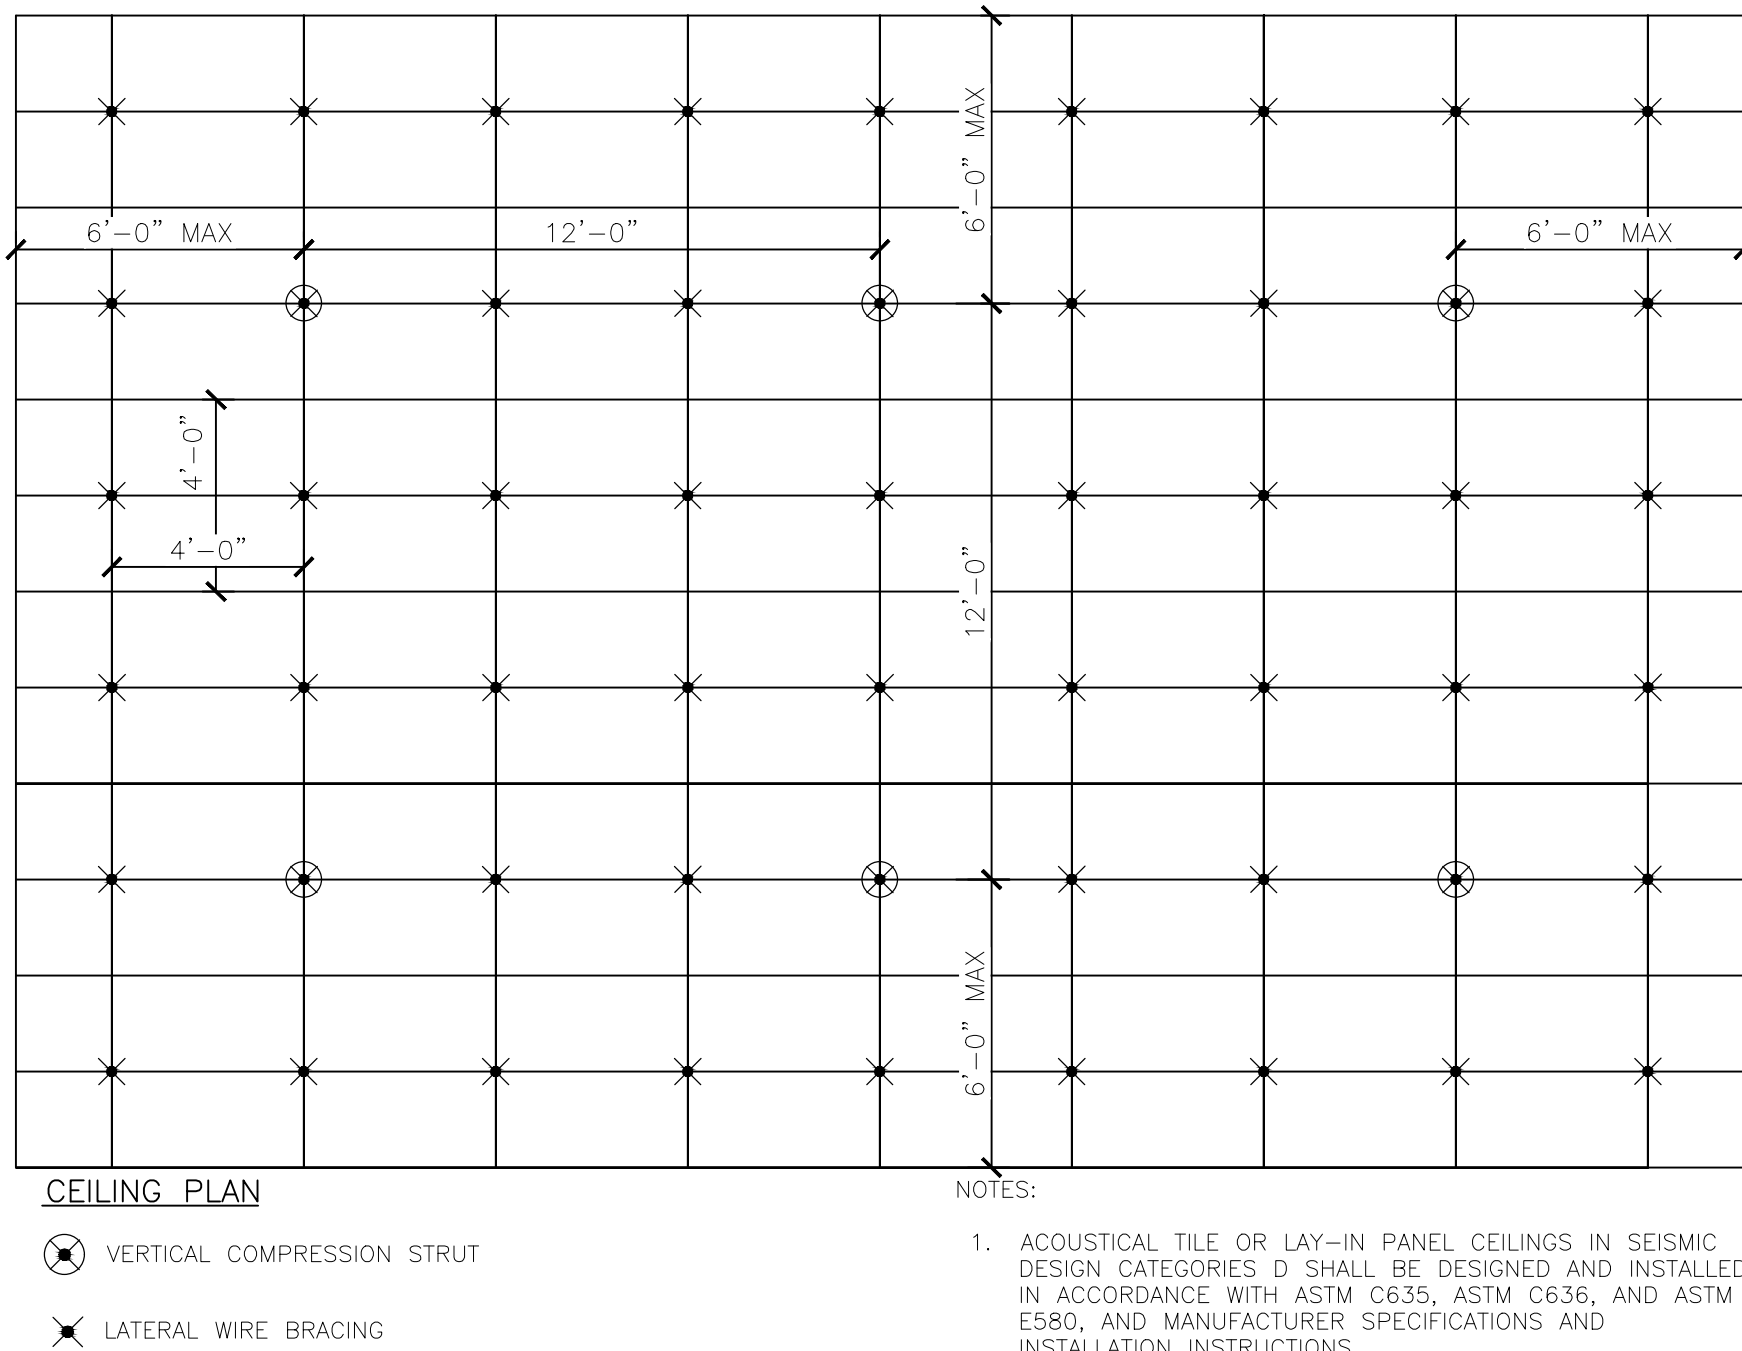 6'-0" MAX
6'-0" MAX
12'-0"
6'-0" MAX
4'-0"
4'-0"
12'-0"
6'-0" MAX
CEILING PLAN
VERTICAL COMPRESSION STRUT
LATERAL WIRE BRACING
NOTES:
1. ACOUSTICAL TILE OR LAY-IN PANEL CEILINGS IN SEISMIC
DESIGN CATEGORIES D SHALL BE DESIGNED AND INSTALLED
IN ACCORDANCE WITH ASTM C635, ASTM C636, AND ASTM
E580, AND MANUFACTURER SPECIFICATIONS AND
INSTALLATION INSTRUCTIONS